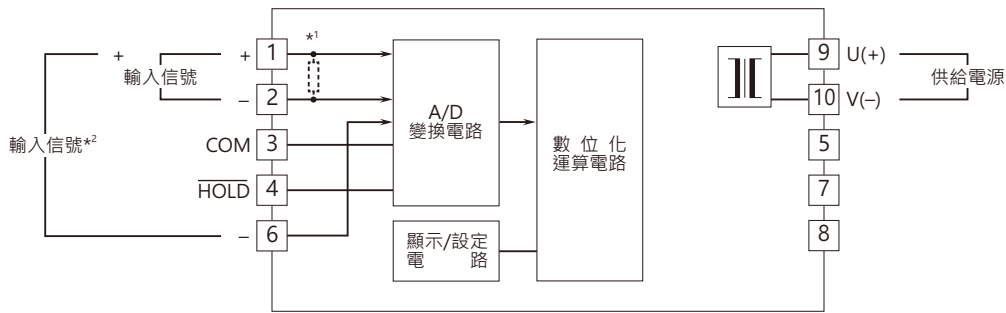 +
+
1
*1
9
U(+)
輸入信號
供給電源
–
2
10
V(–)
A/D
變換電路
輸入信號*2
COM
3
數位化
運算電路
5
HOLD
4
7
–
6
顯示/設定
電路
8